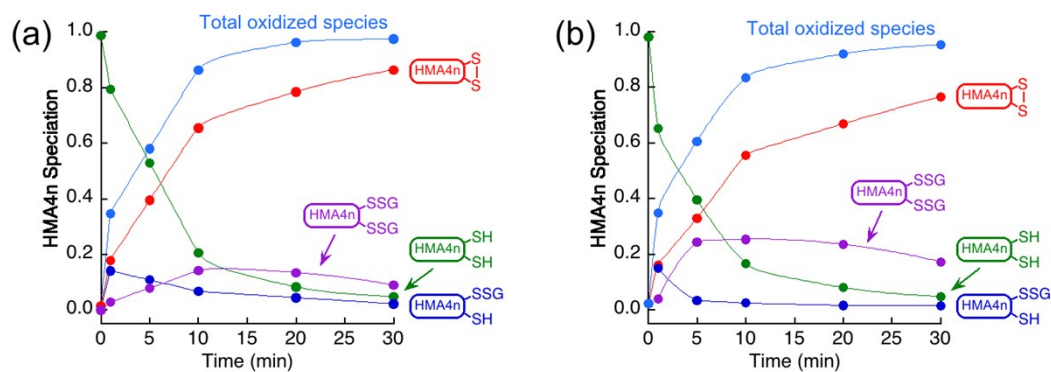 (a)
Total oxidized species
HMA4n Speciation
1.0
0.8
0.6
0.4
0.2
0.0
0
5
10
15
20
25
30
Time (min)
HMA4n
S
S
HMA4n
SSG
SSG
HMA4n
SH
SH
HMA4n
SSG
SH
(b)
Total oxidized species
HMA4n Speciation
1.0
0.8
0.6
0.4
0.2
0.0
0
5
10
15
20
25
30
Time (min)
HMA4n
S
S
HMA4n
SSG
SSG
HMA4n
SH
SH
HMA4n
SSG
SH